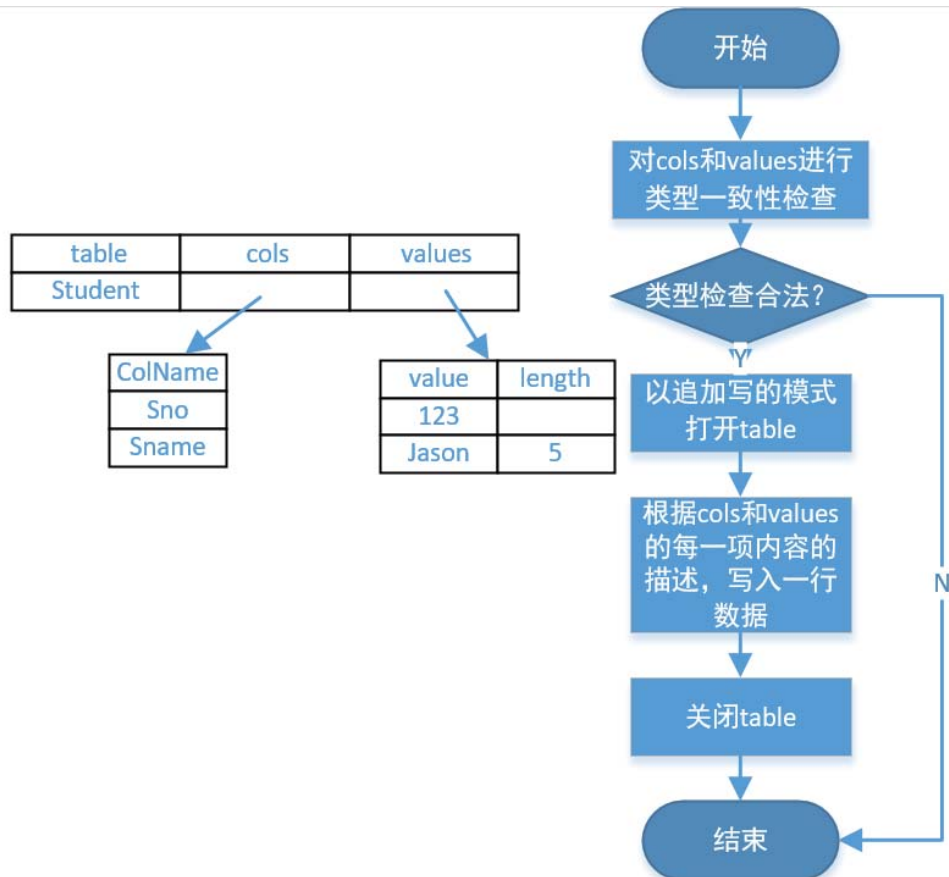 table cols values
Student
ColName
Sno
Sname
value length
123
Jason 5
开始
对cols和values进行
类型一致性检查
类型检查合法？
Y
以追加写的模式
打开table
根据cols和values
的每一项内容的
描述，写入一行
数据
N
关闭table
结束